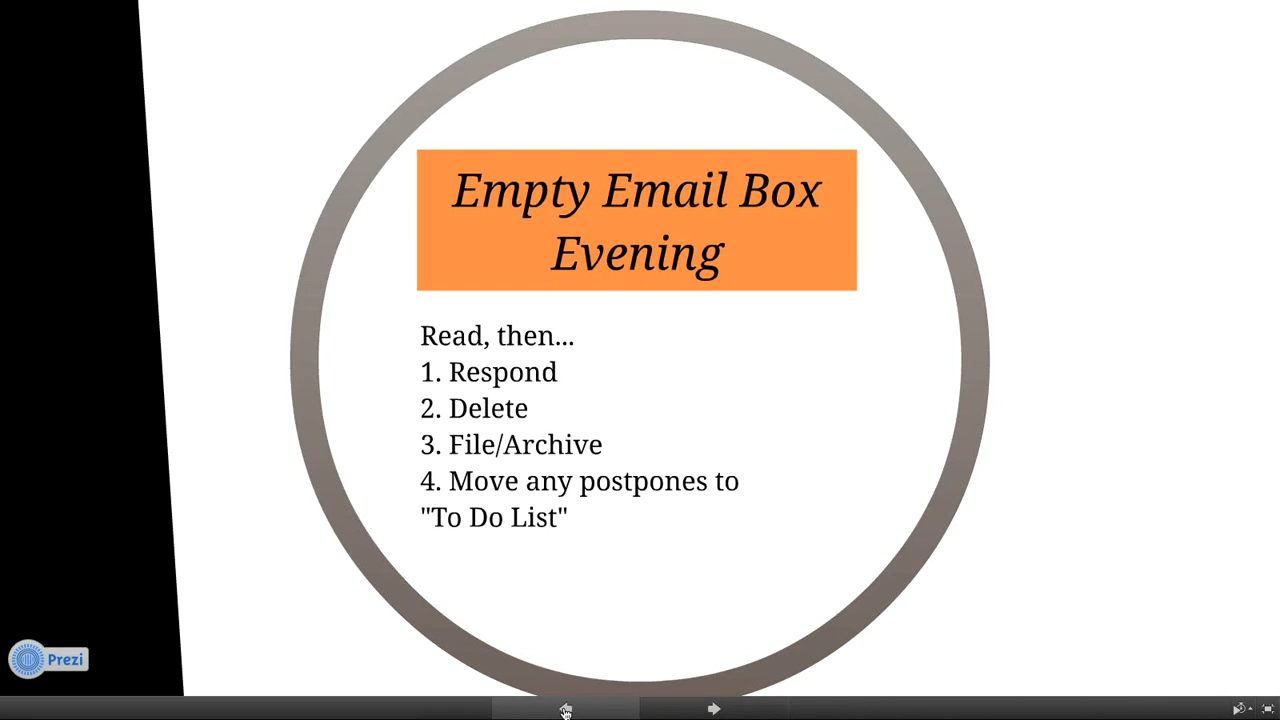 Empty Email Box
Evening
Read, then...
1. Respond
2. Delete
3. File/Archive
4. Move any postpones to
"To Do List"
Prezi